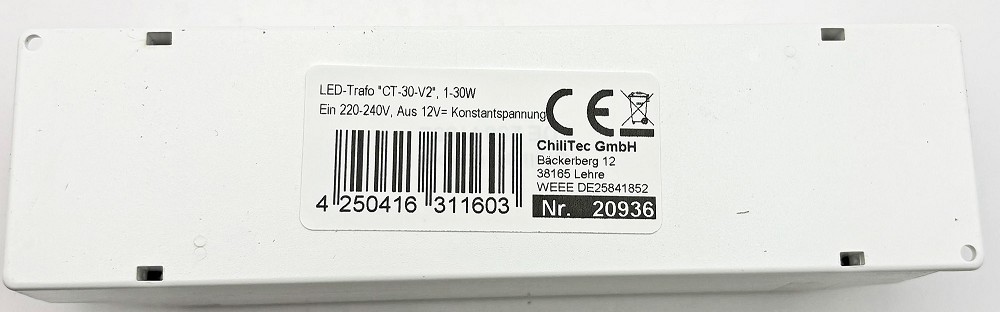 LED-Trafo "CT-30-V2", 1-30W
Ein 220-240V, Aus 12V= Konstantspannung
CE
ChiliTec GmbH
Bäckerberg 12
38165 Lehre
WEEE DE25841852
Nr. 20936
4 250416 311603